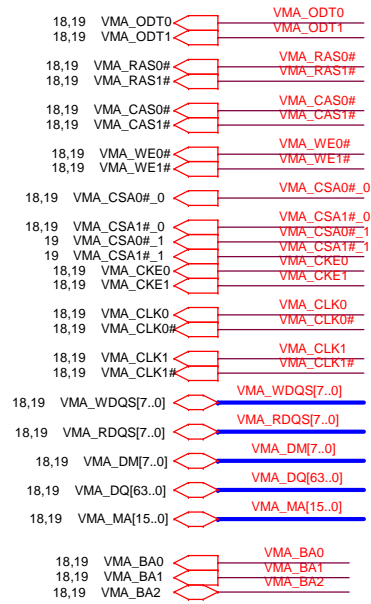 18,19 VMA_ODT0 VMA_ODT0
18,19 VMA_ODT1 VMA_ODT1
18,19 VMA_RAS0# VMA_RAS0#
18,19 VMA_RAS1# VMA_RAS1#
18,19 VMA_CAS0# VMA_CAS0#
18,19 VMA_CAS1# VMA_CAS1#
18,19 VMA_WE0# VMA_WE0#
18,19 VMA_WE1# VMA_WE1#
18,19 VMA_CSA0#_0 VMA_CSA0#_0
18,19 VMA_CSA1#_0 VMA_CSA1#_0
19 VMA_CSA0#_1 VMA_CSA0#_1
19 VMA_CSA1#_1 VMA_CSA1#_1
18,19 VMA_CKE0 VMA_CKE0
18,19 VMA_CKE1 VMA_CKE1
18,19 VMA_CLK0 VMA_CLK0
18,19 VMA_CLK0# VMA_CLK0#
18,19 VMA_CLK1 VMA_CLK1
18,19 VMA_CLK1# VMA_CLK1#
18,19 VMA_WDQS[7..0] VMA_WDQS[7..0]
18,19 VMA_RDQS[7..0] VMA_RDQS[7..0]
18,19 VMA_DM[7..0] VMA_DM[7..0]
18,19 VMA_DQ[63..0] VMA_DQ[63..0]
18,19 VMA_MA[15..0] VMA_MA[15..0]
18,19 VMA_BA0 VMA_BA0
18,19 VMA_BA1 VMA_BA1
18,19 VMA_BA2 VMA_BA2